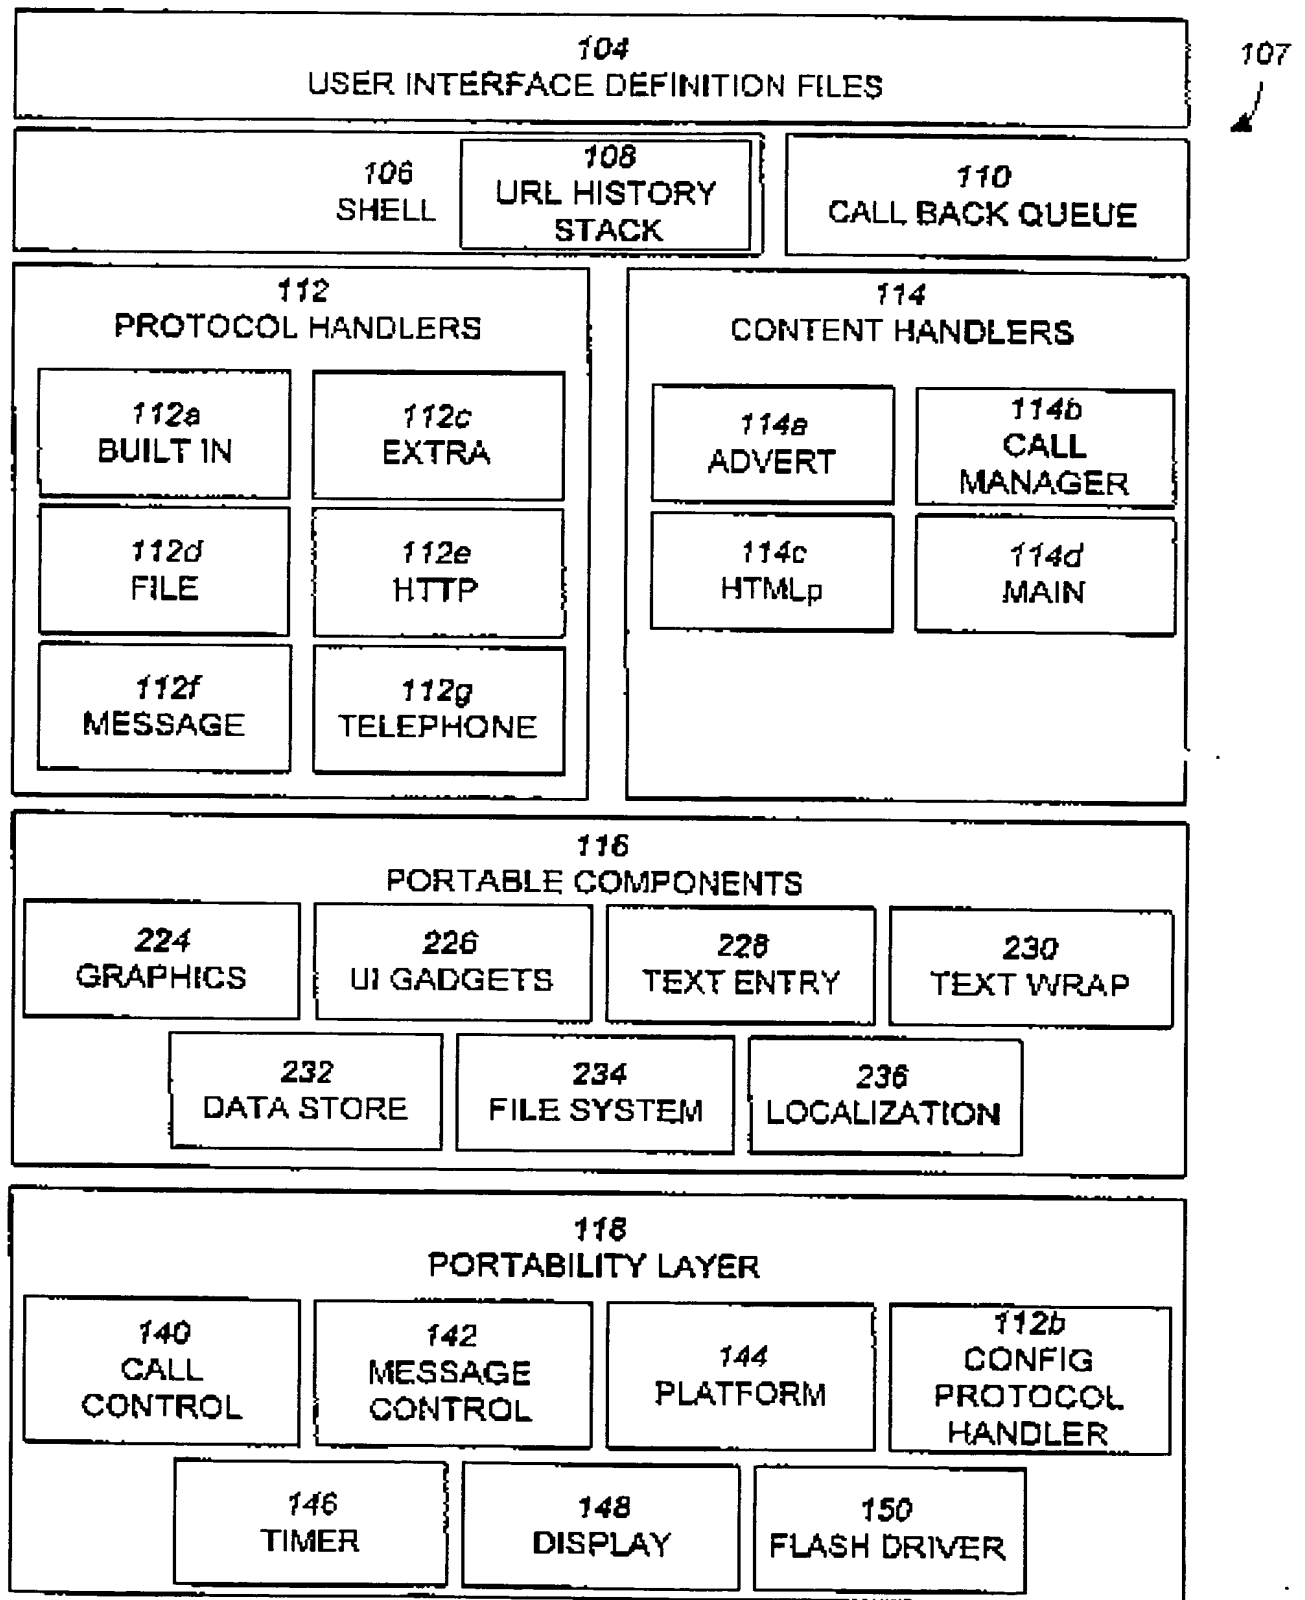 104
USER INTERFACE DEFINITION FILES
107
106
SHELL
108
URL HISTORY
STACK
110
CALL BACK QUEUE
112
PROTOCOL HANDLERS
112a
BUILT IN
112c
EXTRA
112d
FILE
112e
HTTP
112f
MESSAGE
112g
TELEPHONE
114
CONTENT HANDLERS
114a
ADVERT
114b
CALL
MANAGER
114c
HTMLp
114d
MAIN
116
PORTABLE COMPONENTS
224
GRAPHICS
226
UI GADGETS
228
TEXT ENTRY
230
TEXT WRAP
232
DATA STORE
234
FILE SYSTEM
236
LOCALIZATION
118
PORTABILITY LAYER
140
CALL
CONTROL
142
MESSAGE
CONTROL
144
PLATFORM
112b
CONFIG
PROTOCOL
HANDLER
146
TIMER
148
DISPLAY
150
FLASH DRIVER